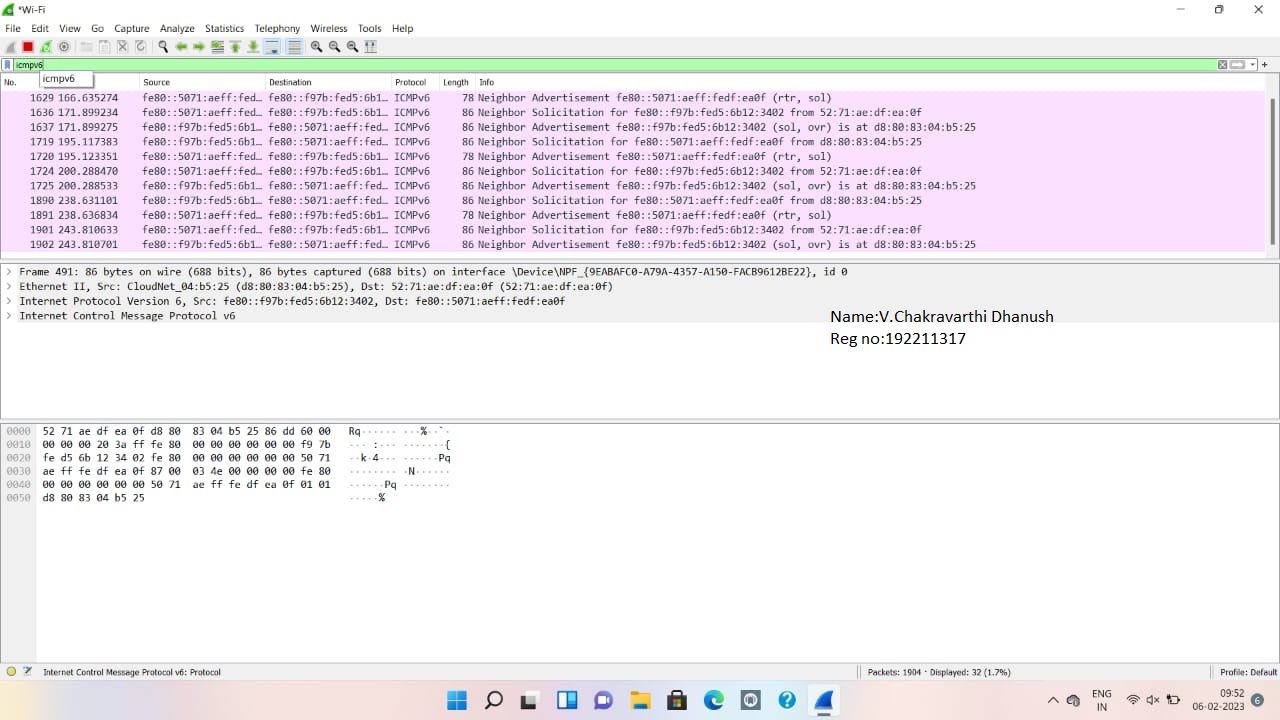 *Wi-Fi
File Edit View Go Capture Analyze Statistics Telephony Wireless Tools Help
icmpv6
icmpv6
No. Source Destination Protocol Length Info
1629 166.635274 fe80::5071:aeff:fed… fe80::f97b:fed5:6b1… ICMPv6 78 Neighbor Advertisement fe80::5071:aeff:fedf:ea0f (rtr, sol)
1636 171.899234 fe80::5071:aeff:fed… fe80::f97b:fed5:6b1… ICMPv6 86 Neighbor Solicitation for fe80::f97b:fed5:6b12:3402 from 52:71:ae:df:ea:0f
1637 171.899275 fe80::f97b:fed5:6b1… fe80::5071:aeff:fed… ICMPv6 86 Neighbor Advertisement fe80::f97b:fed5:6b12:3402 (sol, ovr) is at d8:80:83:04:b5:25
1719 195.117383 fe80::f97b:fed5:6b1… fe80::5071:aeff:fed… ICMPv6 86 Neighbor Solicitation for fe80::5071:aeff:fedf:ea0f from d8:80:83:04:b5:25
1720 195.123351 fe80::5071:aeff:fed… fe80::f97b:fed5:6b1… ICMPv6 78 Neighbor Advertisement fe80::5071:aeff:fedf:ea0f (rtr, sol)
1724 200.288470 fe80::5071:aeff:fed… fe80::f97b:fed5:6b1… ICMPv6 86 Neighbor Solicitation for fe80::f97b:fed5:6b12:3402 from 52:71:ae:df:ea:0f
1725 200.288533 fe80::f97b:fed5:6b1… fe80::5071:aeff:fed… ICMPv6 86 Neighbor Advertisement fe80::f97b:fed5:6b12:3402 (sol, ovr) is at d8:80:83:04:b5:25
1890 238.631101 fe80::f97b:fed5:6b1… fe80::5071:aeff:fed… ICMPv6 86 Neighbor Solicitation for fe80::5071:aeff:fedf:ea0f from d8:80:83:04:b5:25
1891 238.636834 fe80::5071:aeff:fed… fe80::f97b:fed5:6b1… ICMPv6 78 Neighbor Advertisement fe80::5071:aeff:fedf:ea0f (rtr, sol)
1901 243.810633 fe80::5071:aeff:fed… fe80::f97b:fed5:6b1… ICMPv6 86 Neighbor Solicitation for fe80::f97b:fed5:6b12:3402 from 52:71:ae:df:ea:0f
1902 243.810701 fe80::f97b:fed5:6b1… fe80::5071:aeff:fed… ICMPv6 86 Neighbor Advertisement fe80::f97b:fed5:6b12:3402 (sol, ovr) is at d8:80:83:04:b5:25
Frame 491: 86 bytes on wire (688 bits), 86 bytes captured (688 bits) on interface \Device\NPF_{9EABAFC0-A79A-4357-A150-FACB9612BE22}, id 0
Ethernet II, Src: CloudNet_04:b5:25 (d8:80:83:04:b5:25), Dst: 52:71:ae:df:ea:0f (52:71:ae:df:ea:0f)
Internet Protocol Version 6, Src: fe80::f97b:fed5:6b12:3402, Dst: fe80::5071:aeff:fedf:ea0f
Internet Control Message Protocol v6
Name:V.Chakravarthi Dhanush
Reg no:192211317
0000 52 71 ae df ea 0f d8 80 83 04 b5 25 86 dd 60 00 Rq······ ···%··`·
0010 00 00 00 20 3a ff fe 80 00 00 00 00 00 00 f9 7b ··· :··· ·······{
0020 fe d5 6b 12 34 02 fe 80 00 00 00 00 00 00 50 71 ··k·4··· ······Pq
0030 ae ff fe df ea 0f 87 00 03 4e 00 00 00 00 fe 80 ········ ·N······
0040 00 00 00 00 00 00 50 71 ae ff fe df ea 0f 01 01 ······Pq ········
0050 d8 80 83 04 b5 25 ·····%
Internet Control Message Protocol v6: Protocol Packets: 1904 · Displayed: 32 (1.7%) Profile: Default
ENG
IN
09:52
06-02-2023
6